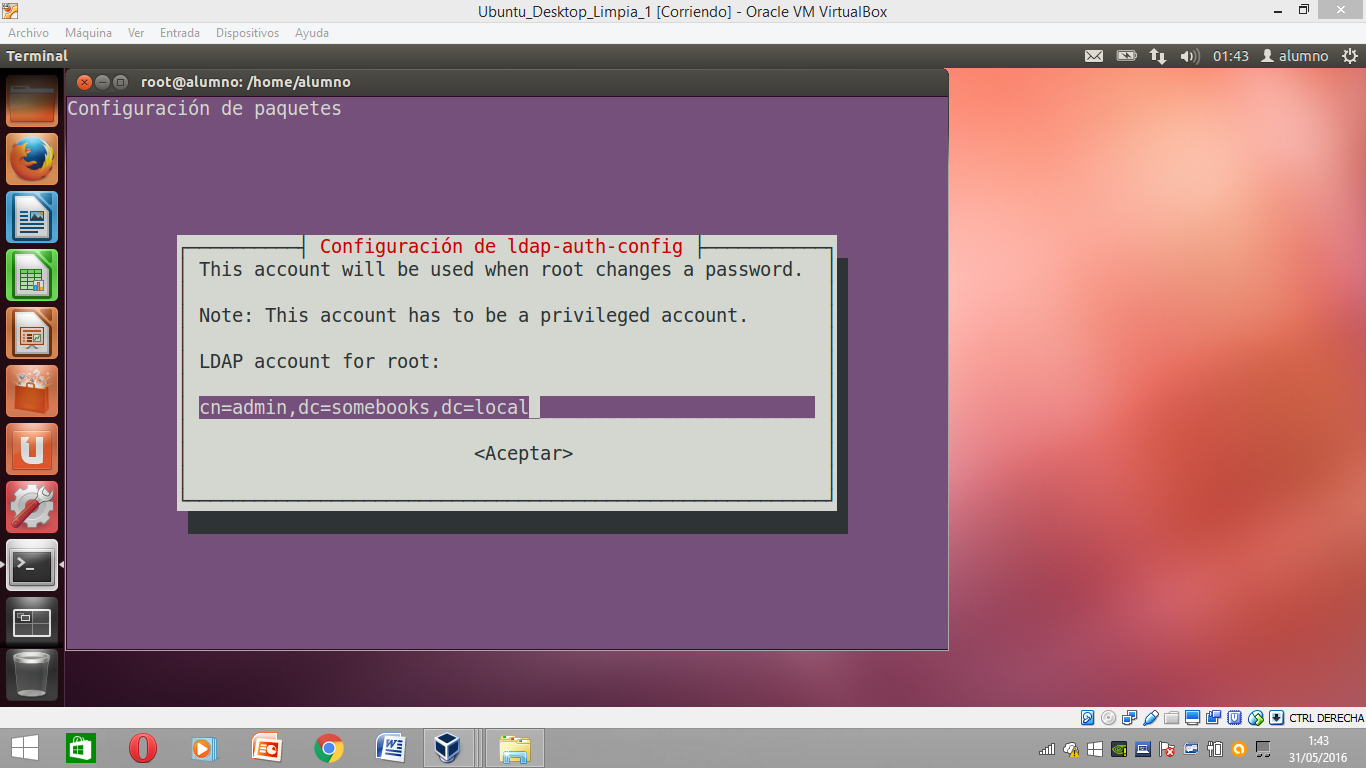 Ubuntu_Desktop_Limpia_1 [Corriendo] - Oracle VM VirtualBox
Archivo Máquina Ver Entrada Dispositivos Ayuda
Terminal 01:43 alumno
root@alumno: /home/alumno
Configuración de paquetes
Configuración de ldap-auth-config
This account will be used when root changes a password.
Note: This account has to be a privileged account.
LDAP account for root:
cn=admin,dc=somebooks,dc=local
<Aceptar>
CTRL DERECHA
1:43
31/05/2016